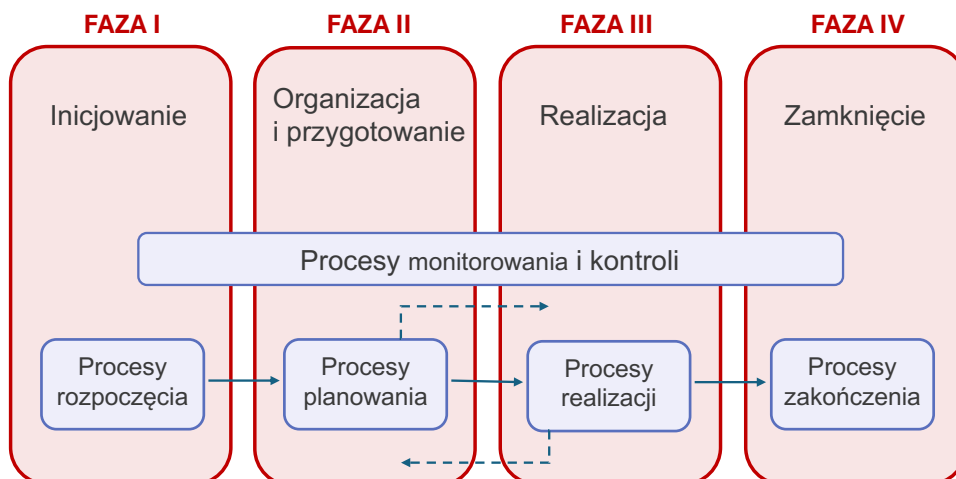 FAZA I
FAZA II
FAZA III
FAZA IV
Inicjowanie
Organizacja
i przygotowanie
Realizacja
Zamknięcie
Procesy monitorowania i kontroli
Procesy
rozpoczęcia
Procesy
planowania
Procesy
realizacji
Procesy
zakończenia